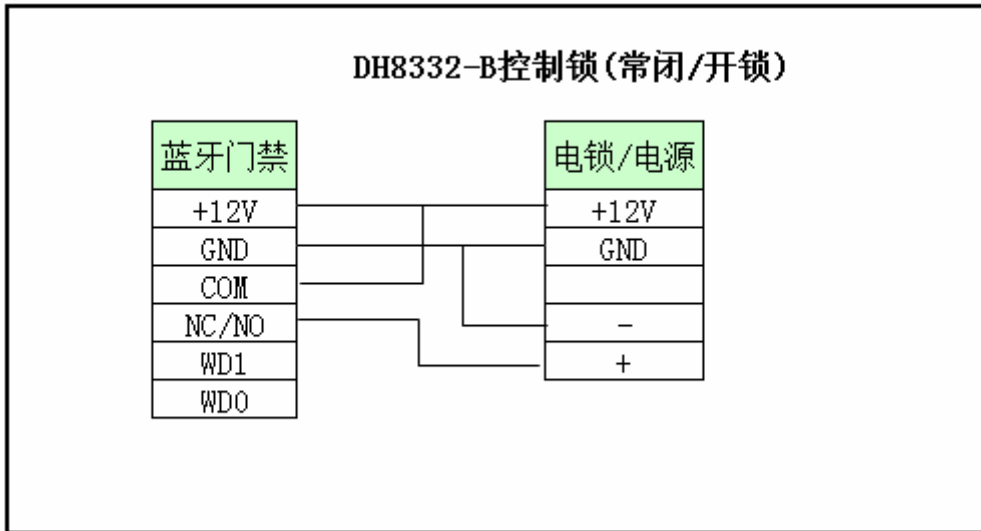 DH8332-B控制锁(常闭/开锁)
蓝牙门禁
+12V
GND
COM
NC/NO
WD1
WD0
电锁/电源
+12V
GND
-
+